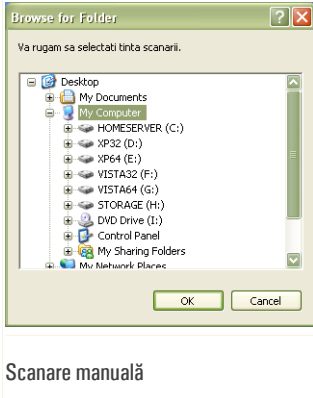 Browse for Folder
Va rugam sa selectati tinta scanarii.
Desktop
My Documents
My Computer
HOMESERVER (C:)
XP32 (D:)
XP64 (E:)
VISTA32 (F:)
VISTA64 (G:)
STORAGE (H:)
DVD Drive (I:)
Control Panel
My Sharing Folders
My Network Places
OK Cancel
Scanare manuală